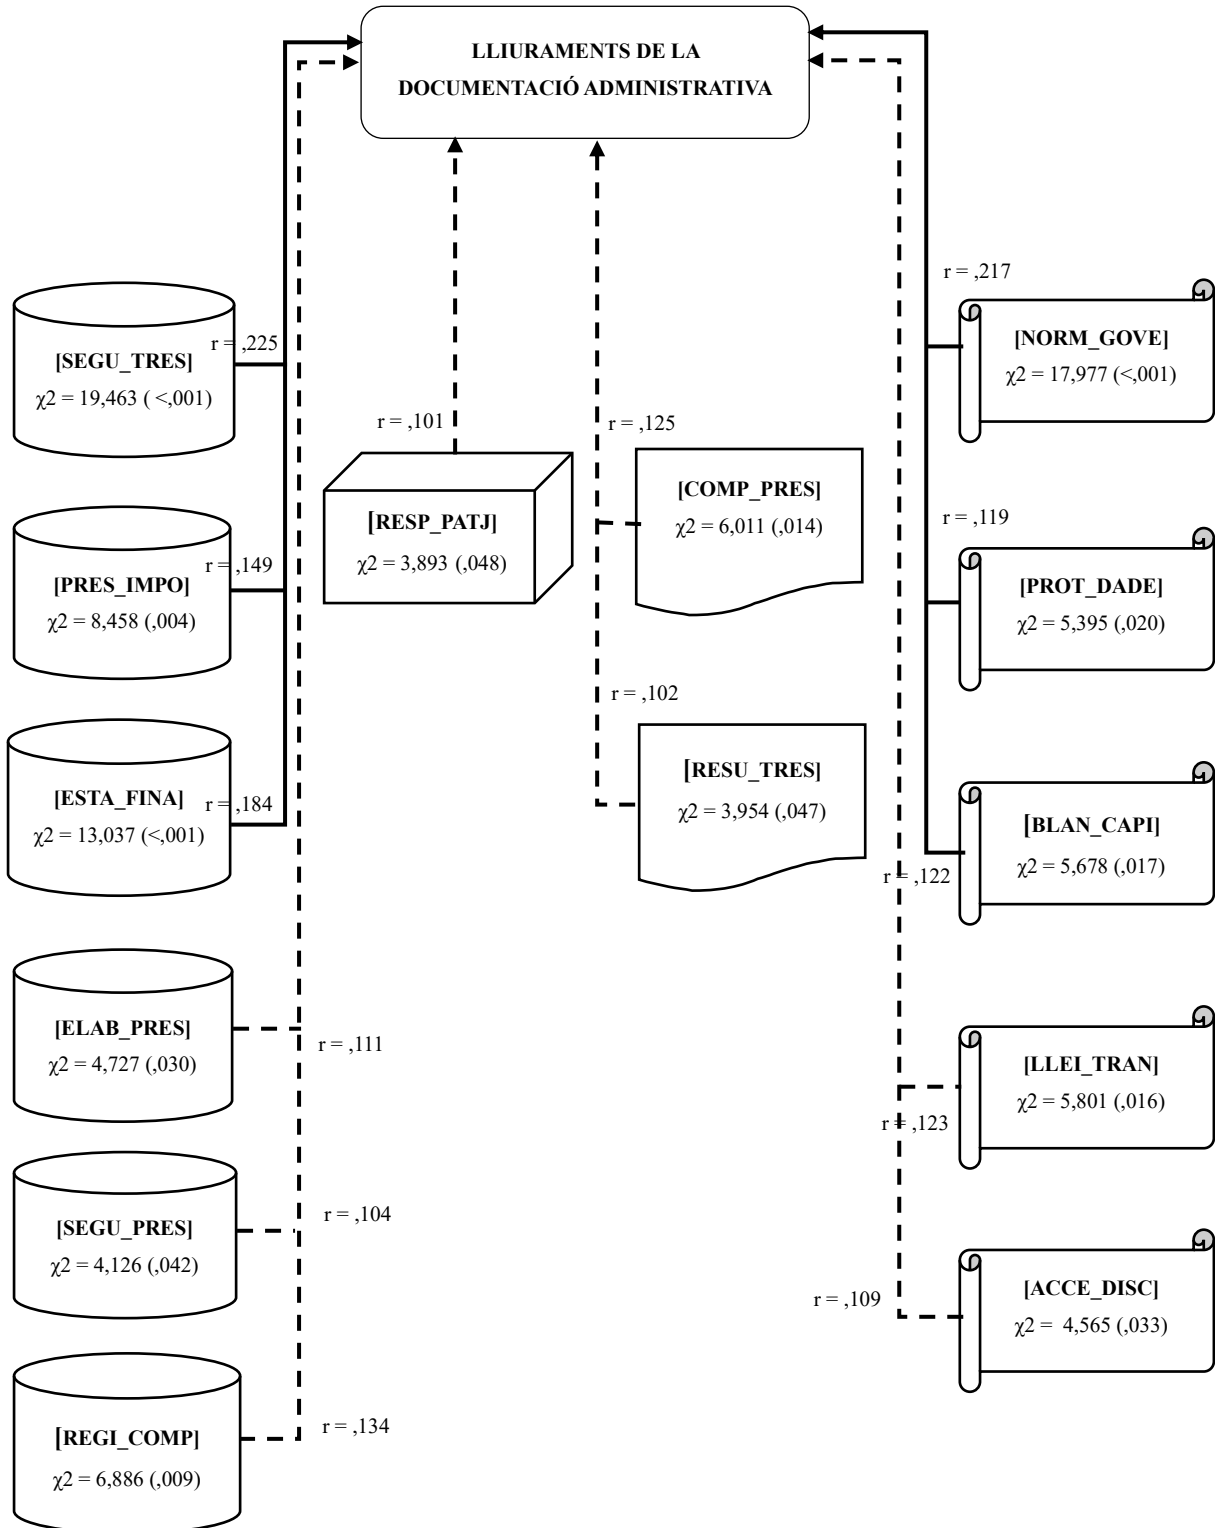 LLIURAMENTS DE LA
DOCUMENTACIÓ ADMINISTRATIVA
r = ,217
[NORM_GOVE]
χ2 = 17,977 (<,001)
r = ,225
[SEGU_TRES]
χ2 = 19,463 ( <,001)
r = ,101
[RESP_PATJ]
χ2 = 3,893 (,048)
r = ,125
[COMP_PRES]
χ2 = 6,011 (,014)
r = ,119
[PROT_DADE]
χ2 = 5,395 (,020)
r = ,149
[PRES_IMPO]
χ2 = 8,458 (,004)
r = ,102
[RESU_TRES]
χ2 = 3,954 (,047)
r = ,184
[ESTA_FINA]
χ2 = 13,037 (<,001)
[BLAN_CAPI]
χ2 = 5,678 (,017)
r = ,122
[ELAB_PRES]
χ2 = 4,727 (,030)
r = ,111
[LLEI_TRAN]
χ2 = 5,801 (,016)
r = ,123
[SEGU_PRES]
χ2 = 4,126 (,042)
r = ,104
[ACCE_DISC]
χ2 =  4,565 (,033)
r = ,109
[REGI_COMP]
χ2 = 6,886 (,009)
r = ,134